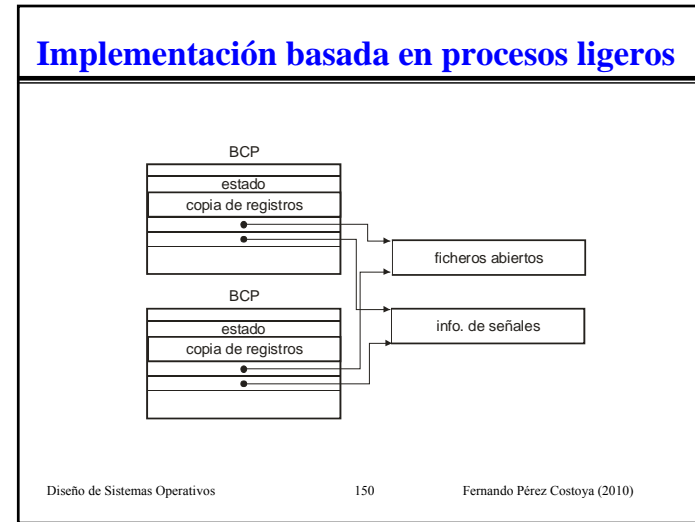 Implementación basada en procesos ligeros
BCP
estado
copia de registros
ficheros abiertos
BCP
info. de señales
estado
copia de registros
Diseño de Sistemas Operativos 150 Fernando Pérez Costoya (2010)